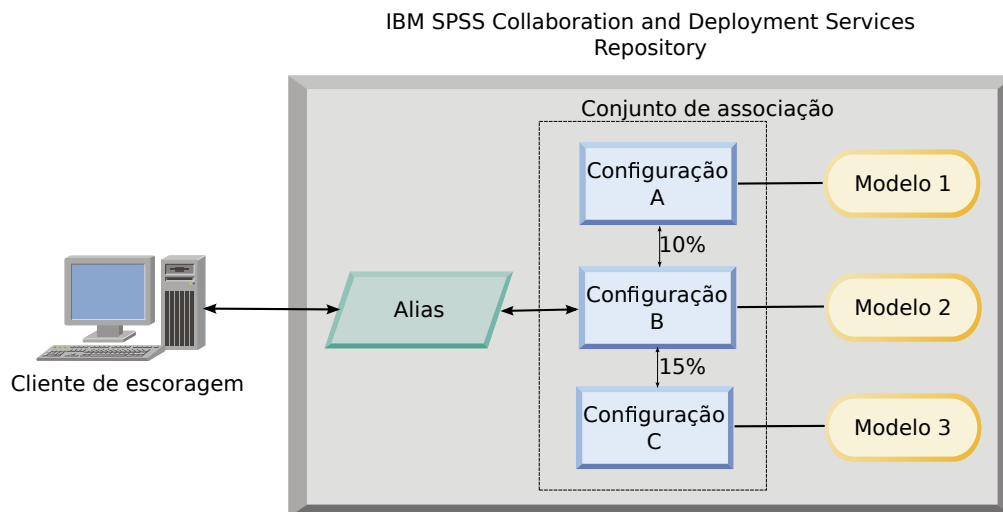 IBM SPSS Collaboration and Deployment Services
Repository
Conjunto de associação
Configuração
A
Modelo 1
10%
Alias
Configuração
B
Modelo 2
15%
Cliente de escoragem
Configuração
C
Modelo 3